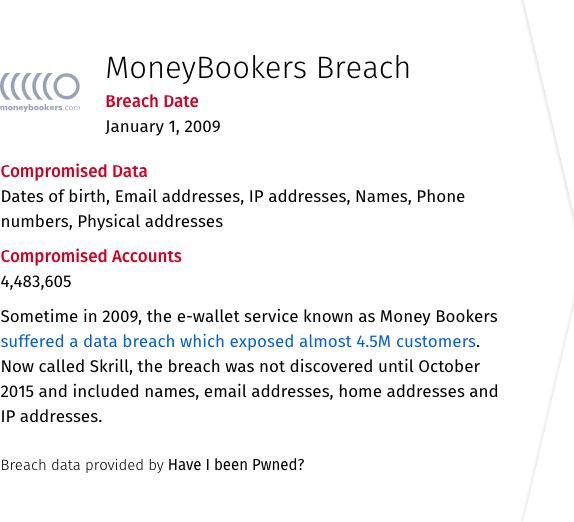 MoneyBookers Breach
Breach Date
moneybookers.com
January 1, 2009
Compromised Data
Dates of birth, Email addresses, IP addresses, Names, Phone
numbers, Physical addresses
Compromised Accounts
4,483,605
Sometime in 2009, the e-wallet service known as Money Bookers
suffered a data breach which exposed almost 4.5M customers.
Now called Skrill, the breach was not discovered until October
2015 and included names, email addresses, home addresses and
IP addresses.
Breach data provided by Have I been Pwned?